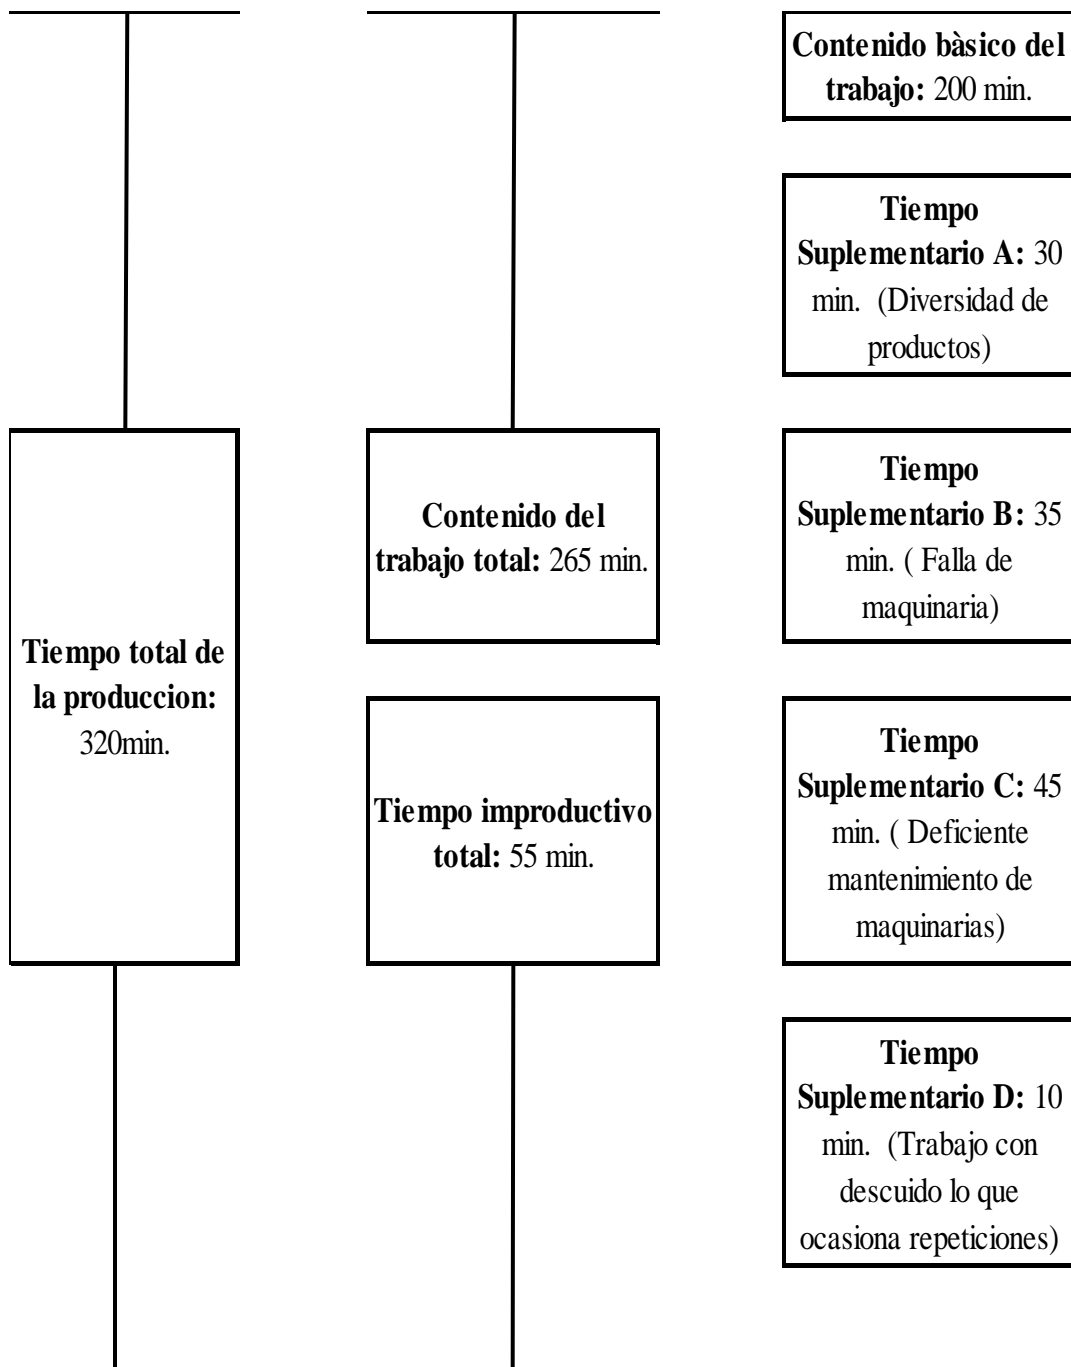 Contenido bàsico del
trabajo: 200 min.
Tiempo
Suplementario A: 30
min. (Diversidad de
productos)
Tiempo
Suplementario B: 35
min. ( Falla de
maquinaria)
Contenido del
trabajo total: 265 min.
Tiempo total de
la produccion:
320min.
Tiempo improductivo
total: 55 min.
Tiempo
Suplementario C: 45
min. ( Deficiente
mantenimiento de
maquinarias)
Tiempo
Suplementario D: 10
min. (Trabajo con
descuido lo que
ocasiona repeticiones)